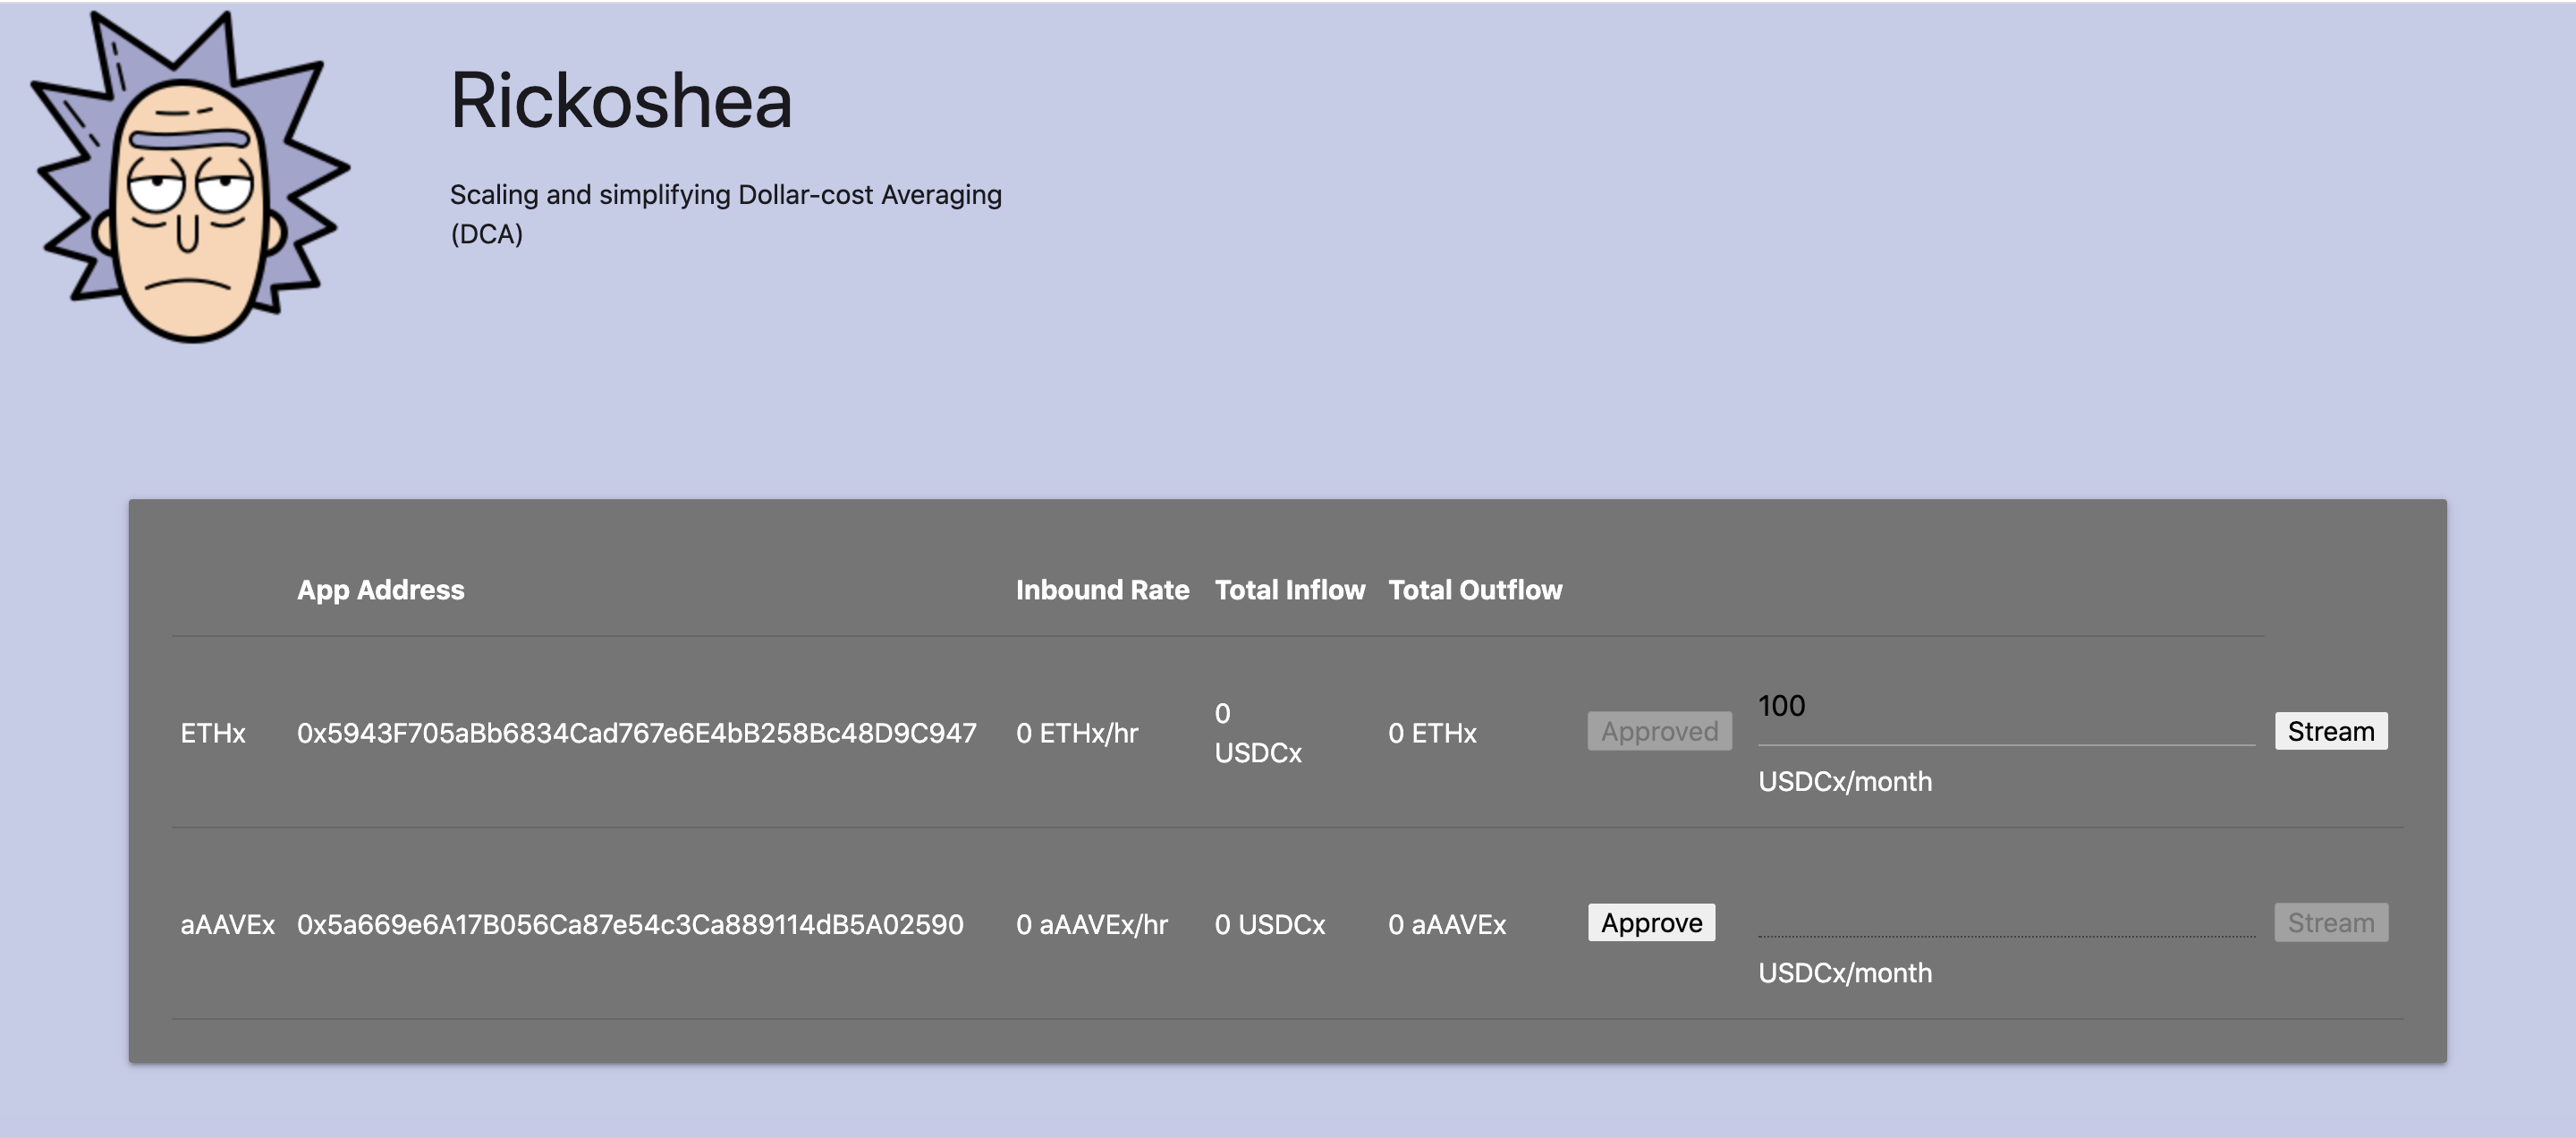 Rickoshea
Scaling and simplifying Dollar-cost Averaging
(DCA)
App Address Inbound Rate Total Inflow Total Outflow
ETHx 0x5943F705aBb6834Cad767e6E4bB258Bc48D9C947 0 ETHx/hr 0 USDCx 0 ETHx Approved 100 USDCx/month Stream
aAAVEx 0x5a669e6A17B056Ca87e54c3Ca889114dB5A02590 0 aAAVEx/hr 0 USDCx 0 aAAVEx Approve USDCx/month Stream